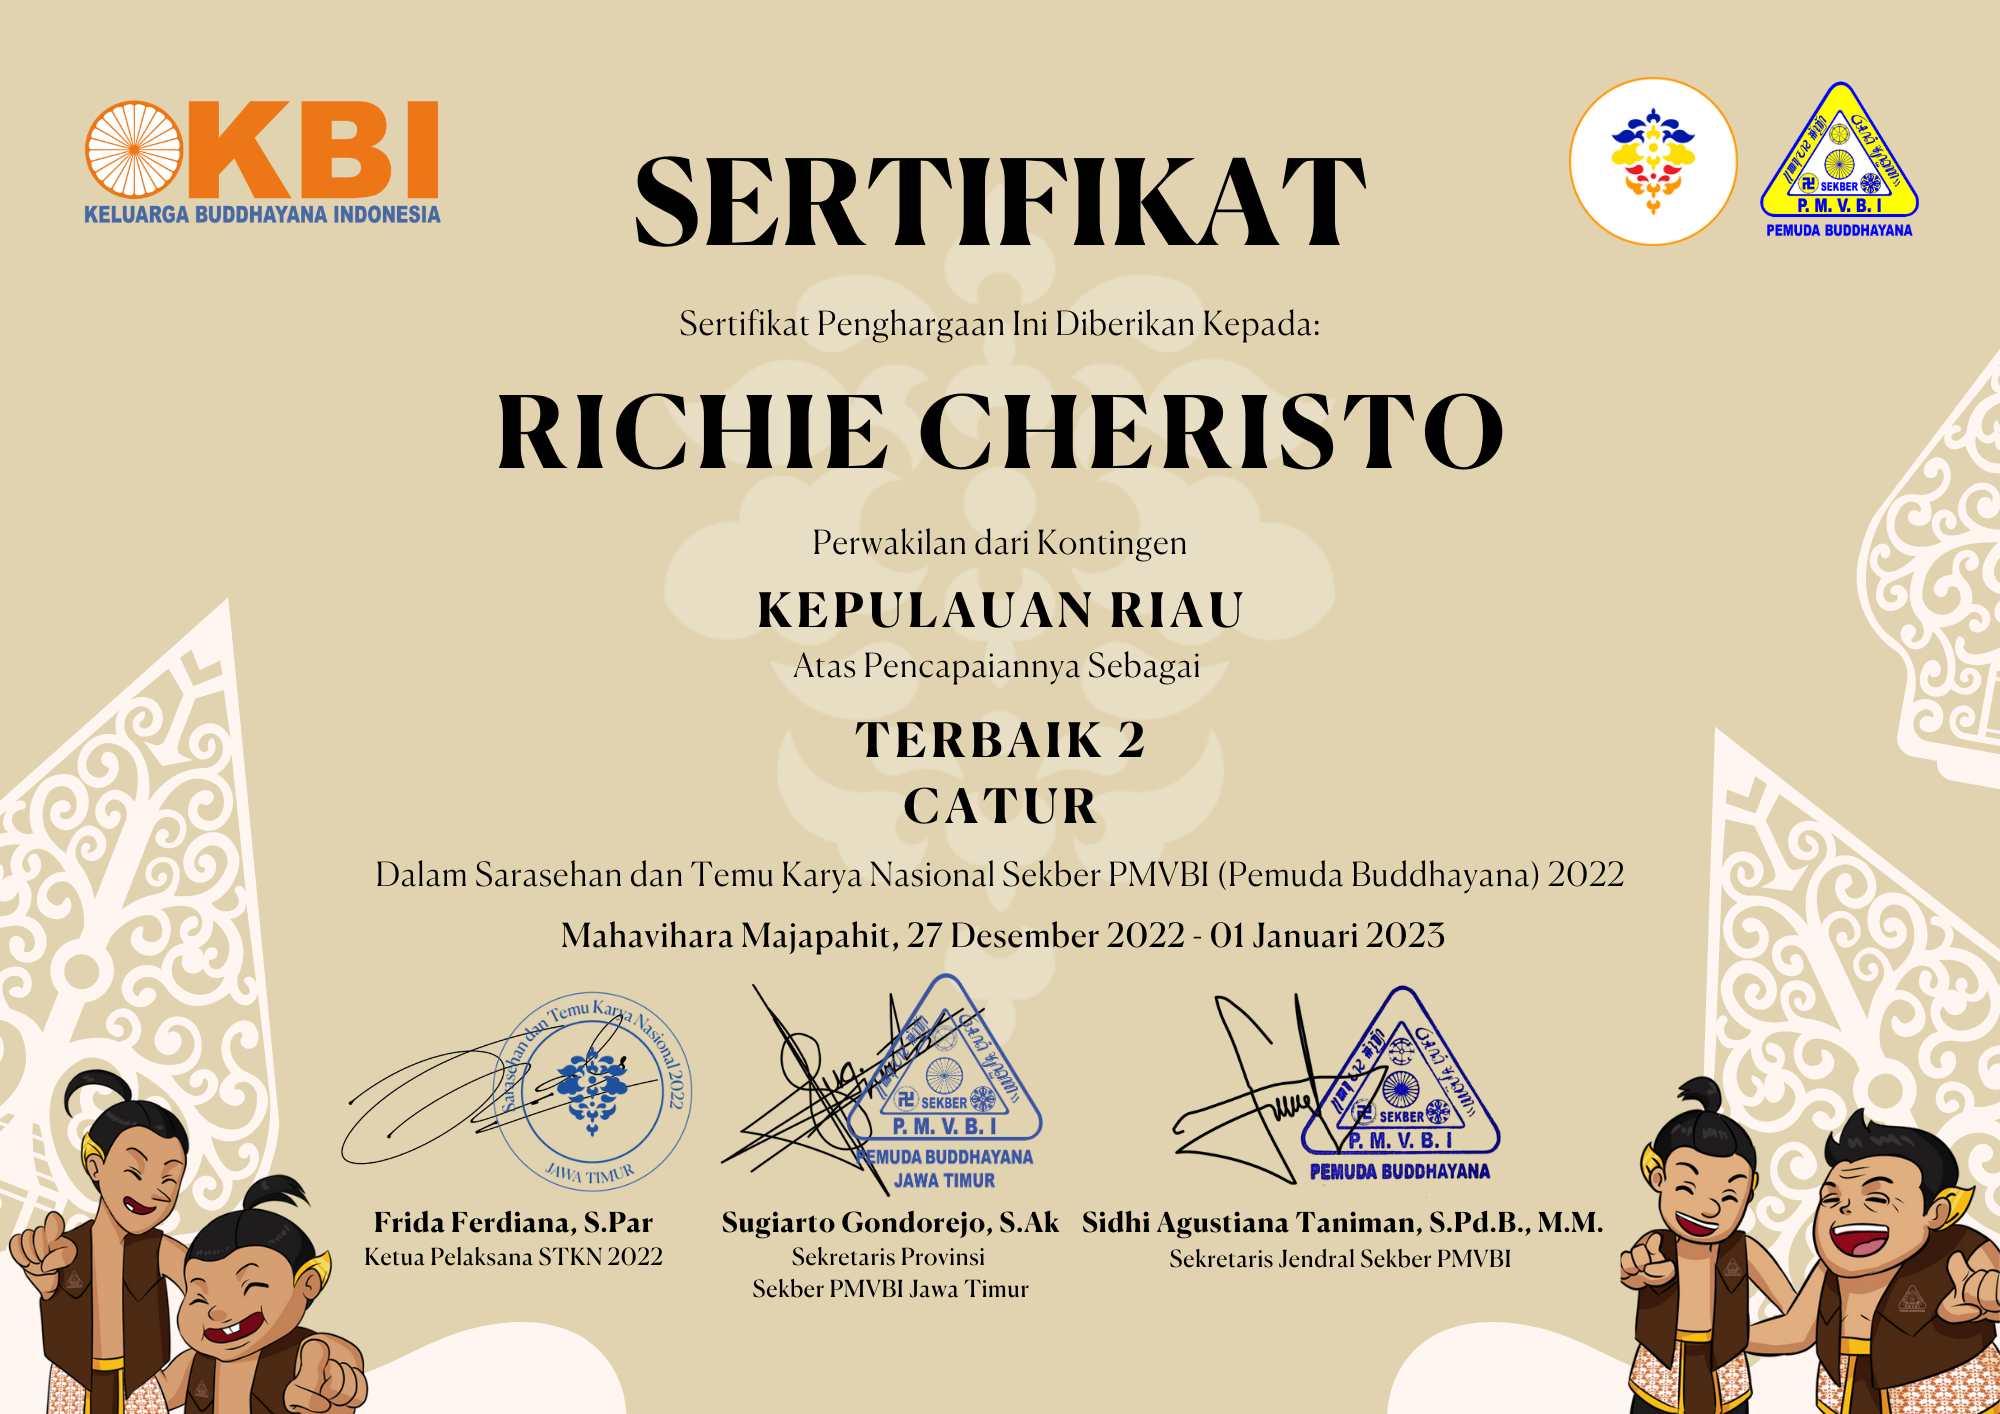 KBI
KELUARGA BUDDHAYANA INDONESIA
SEKBER
P. M. V. B. I
PEMUDA BUDDHAYANA
SERTIFIKAT
Sertifikat Penghargaan Ini Diberikan Kepada:
RICHIE CHERISTO
Perwakilan dari Kontingen
KEPULAUAN RIAU
Atas Pencapaiannya Sebagai
TERBAIK 2
CATUR
Dalam Sarasehan dan Temu Karya Nasional Sekber PMVBI (Pemuda Buddhayana) 2022
Mahavihara Majapahit, 27 Desember 2022 - 01 Januari 2023
Sarasehan dan Temu Karya Nasional 2022
JAWA TIMUR
SEKBER
P. M. V. B. I
PEMUDA BUDDHAYANA
JAWA TIMUR
SEKBER
P. M. V. B. I
PEMUDA BUDDHAYANA
Frida Ferdiana, S.Par
Ketua Pelaksana STKN 2022
Sugiarto Gondorejo, S.Ak
Sekretaris Provinsi
Sekber PMVBI Jawa Timur
Sidhi Agustiana Taniman, S.Pd.B., M.M.
Sekretaris Jendral Sekber PMVBI